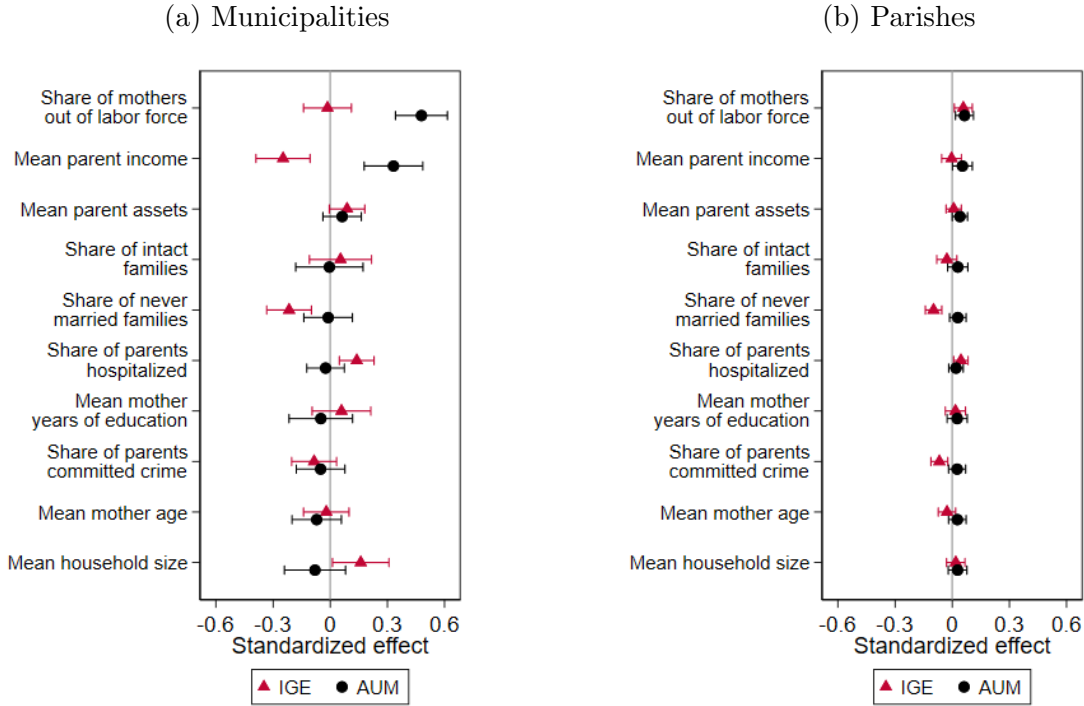 (a) Municipalities
Share of mothers
out of labor force
Mean parent income
Mean parent assets
Share of intact
families
Share of never
married families
Share of parents
hospitalized
Mean mother
years of education
Share of parents
committed crime
Mean mother age
Mean household size
-0.6 -0.3 0 0.3 0.6
Standardized effect
IGE AUM
(b) Parishes
Share of mothers
out of labor force
Mean parent income
Mean parent assets
Share of intact
families
Share of never
married families
Share of parents
hospitalized
Mean mother
years of education
Share of parents
committed crime
Mean mother age
Mean household size
-0.6 -0.3 0 0.3 0.6
Standardized effect
IGE AUM